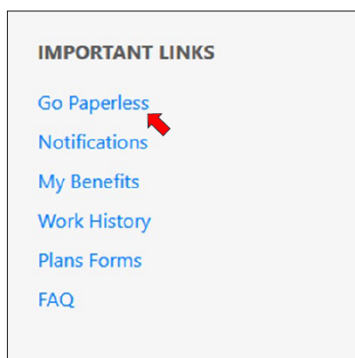 IMPORTANT LINKS
Go Paperless
Notifications
My Benefits
Work History
Plans Forms
FAQ